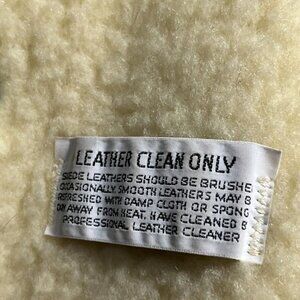 LEATHER CLEAN ONLY
SUEDE LEATHERS SHOULD BE BRUSHE
OCCASIONALLY. SMOOTH LEATHERS MAY B
REFRESHED WITH DAMP CLOTH OR SPONG
DRY AWAY FROM HEAT. HAVE CLEANED B
PROFESSIONAL LEATHER CLEANER